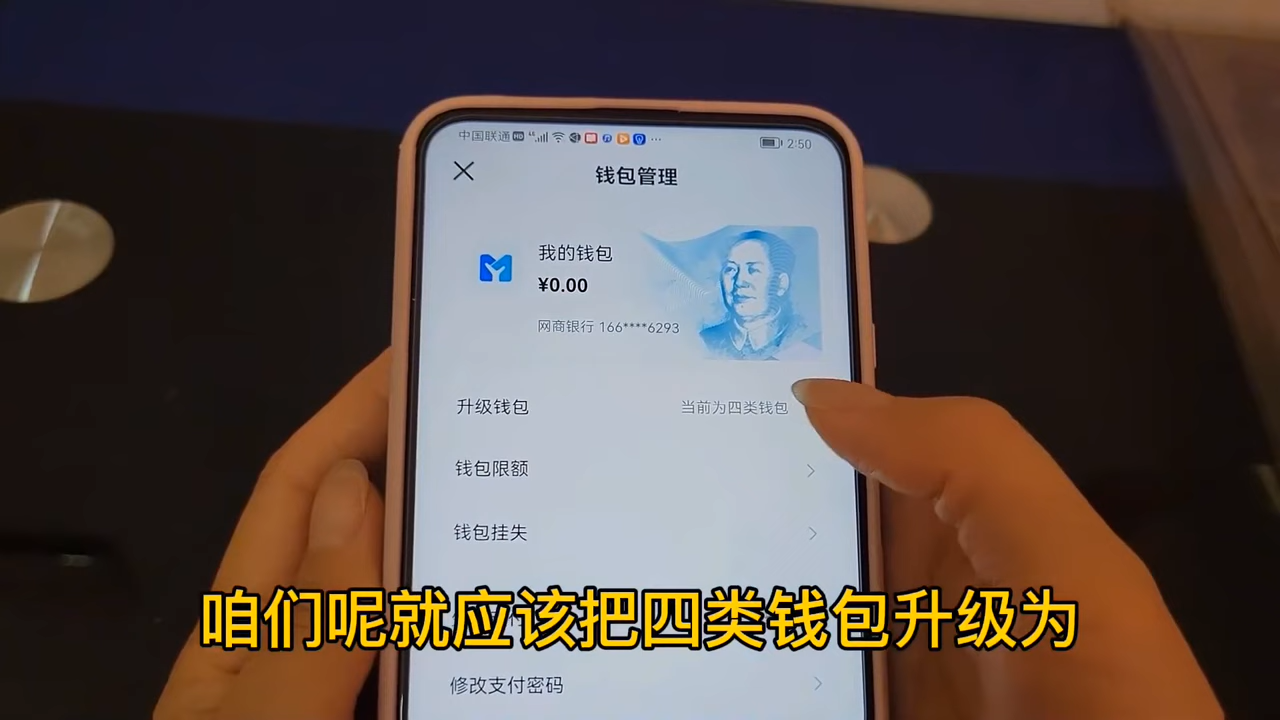 中国联通 HD 2:50
钱包管理
我的钱包
¥0.00
网商银行 166****6293
升级钱包 当前为四类钱包
钱包限额
钱包挂失
咱们呢就应该把四类钱包升级为
修改支付密码